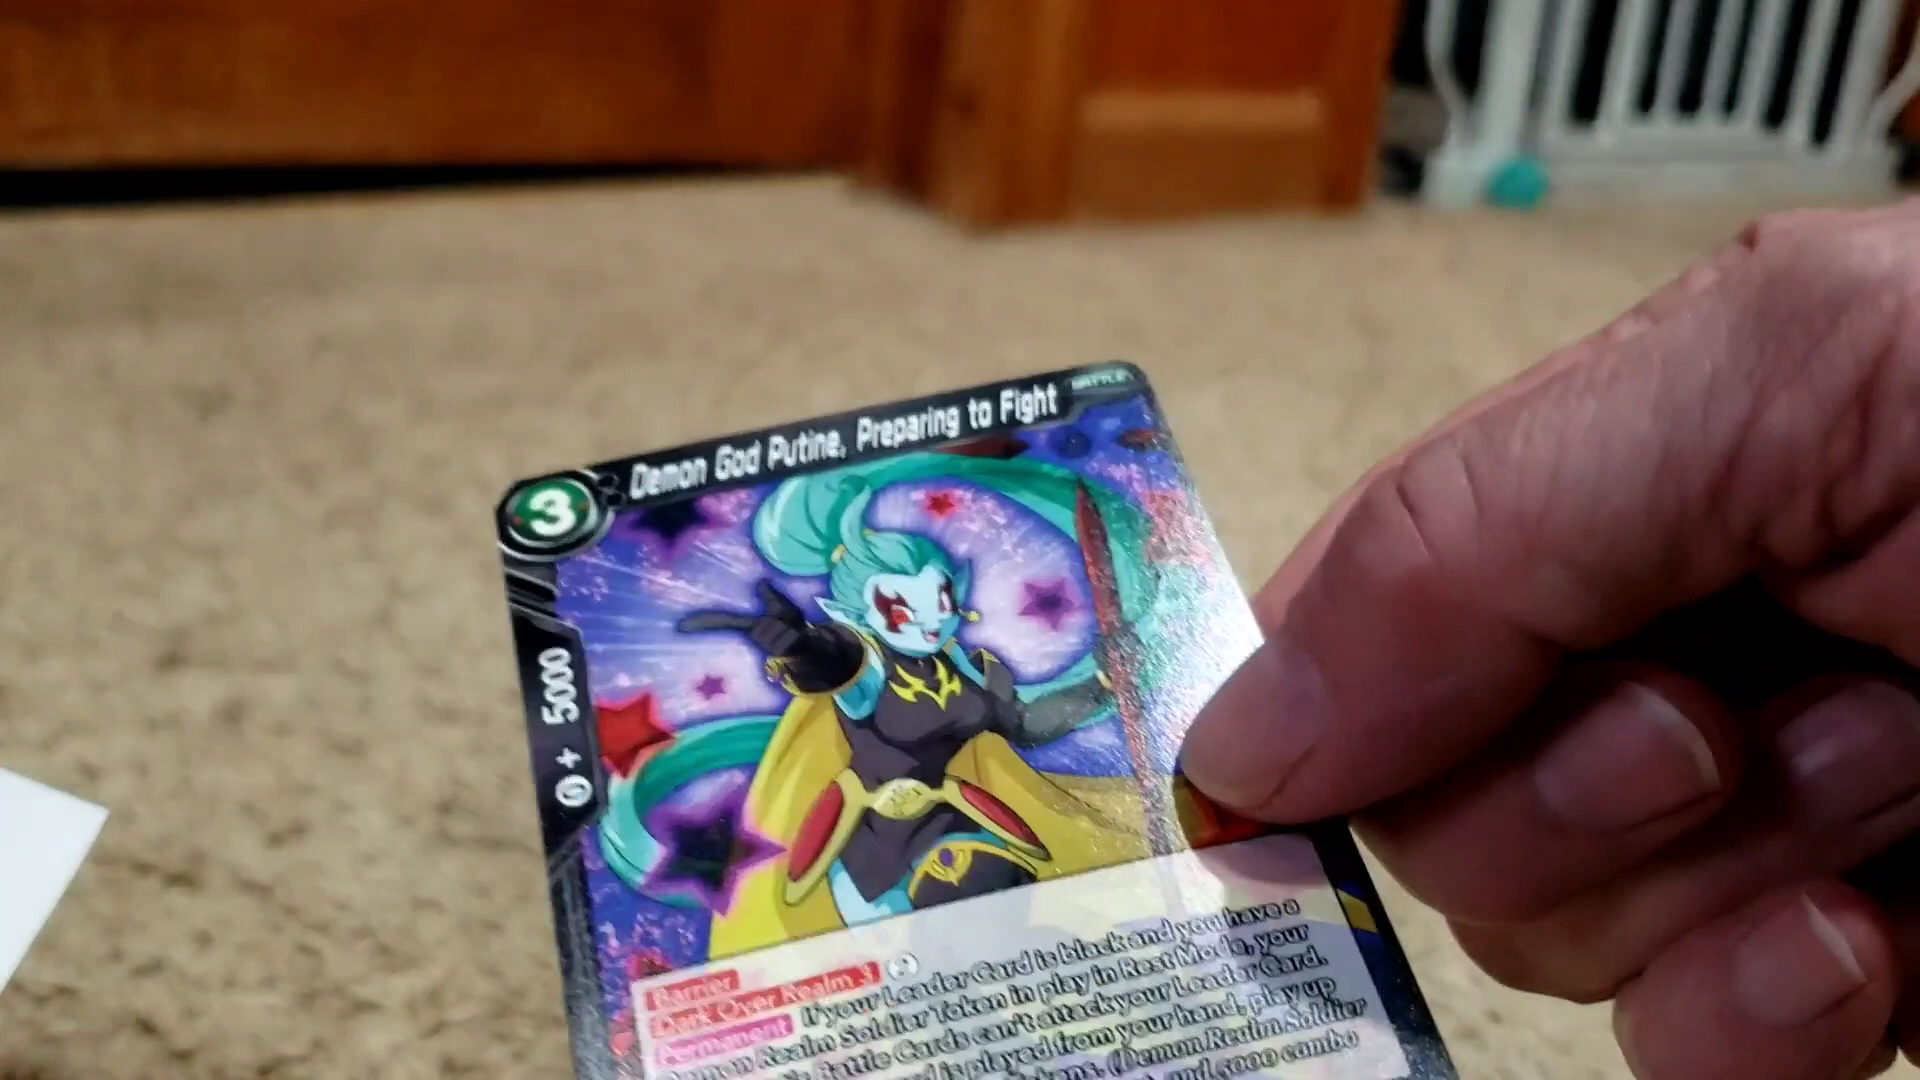 BATTLE
Demon God Putine, Preparing to Fight
3
+ 5000
Barrier
Dark Over Realm 3
Permanent If your Leader Card is black and you have a
Demon Realm Soldier Token in play in Rest Mode, your
Battle Cards can't attack your Leader Card.
is played from your hand, play up
tokens. (Demon Realm Soldier
and 5000 combo